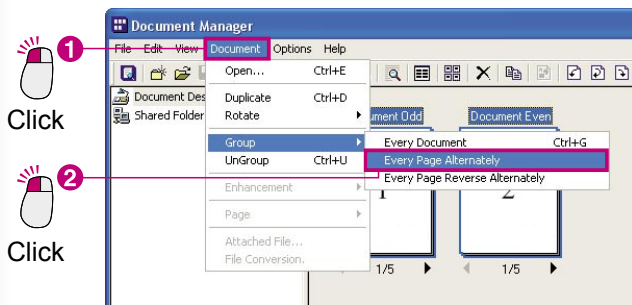 Document Manager
File Edit View Document Options Help
1
Click
Open... Ctrl+E
Duplicate Ctrl+D
Rotate
Group
UnGroup Ctrl+U
Enhancement
Page
Attached File...
File Conversion.
Document Des
Shared Folder
ument Odd
Document Even
Every Document Ctrl+G
Every Page Alternately
Every Page Reverse Alternately
2
Click
1
2
1/5
1/5